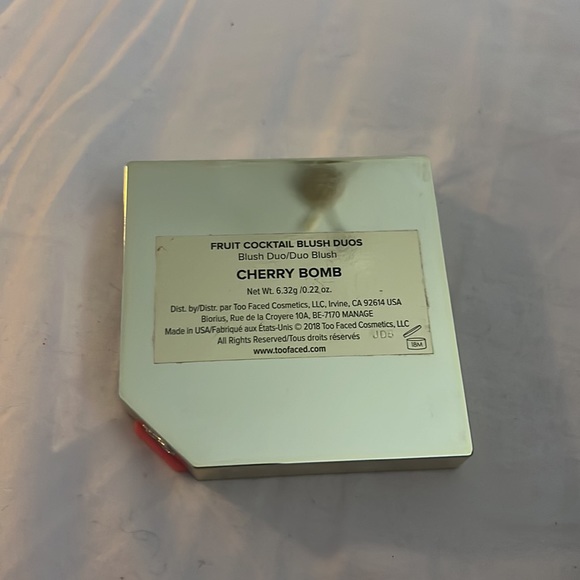 FRUIT COCKTAIL BLUSH DUOS
Blush Duo/Duo Blush
CHERRY BOMB
Net Wt. 6.32g /0.22 oz.
Dist. by/Distr. par Too Faced Cosmetics, LLC, Irvine, CA 92614 USA
Biorius, Rue de la Croyere 10A, BE-7170 MANAGE
Made in USA/Fabriqué aux États-Unis © 2018 Too Faced Cosmetics, LLC
All Rights Reserved/Tous droits réservés
www.toofaced.com
18M